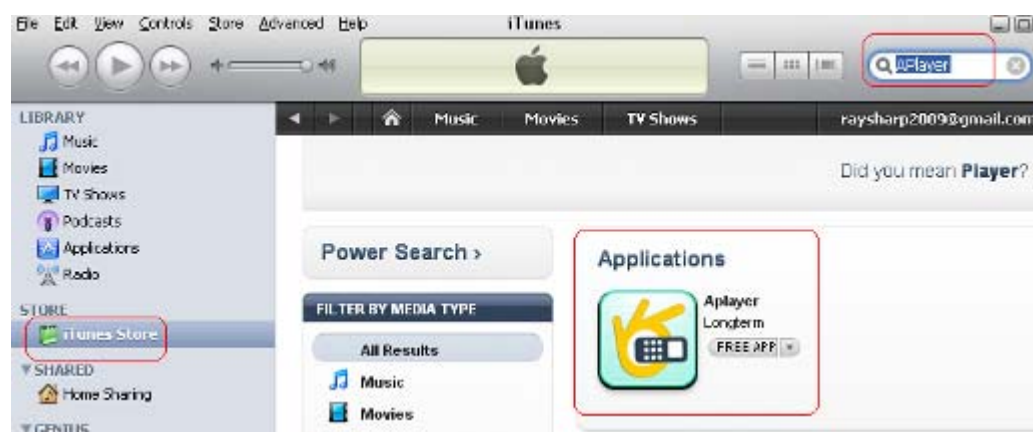 File Edit View Controls Store Advanced Help
iTunes
APlayer
LIBRARY
Music
Movies
TV Shows
Podcasts
Applications
Radio
STORE
iTunes Store
SHARED
Home Sharing
GENIUS
Music Movies TV Shows raysharp2009@gmail.com
Did you mean Player?
Power Search ›
FILTER BY MEDIA TYPE
All Results
Music
Movies
Applications
Aplayer
Longterm
FREE APP